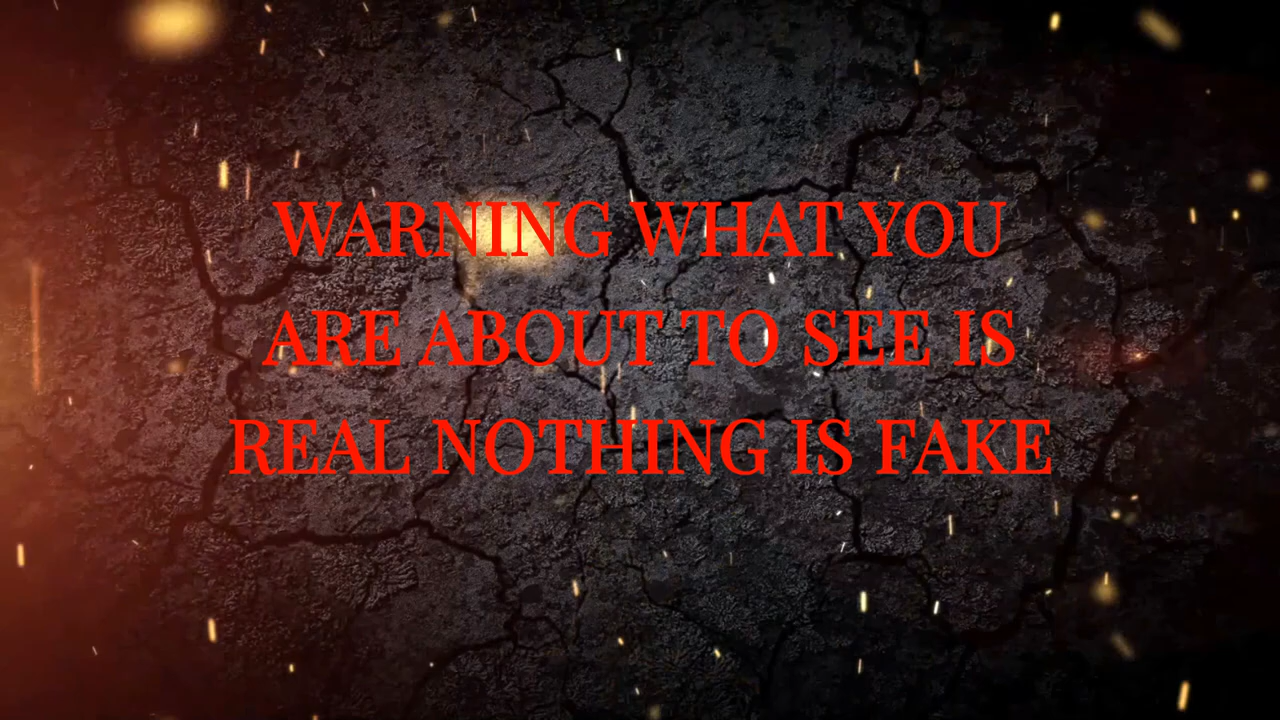 WARNING WHAT YOU
ARE ABOUT TO SEE IS
REAL NOTHING IS FAKE